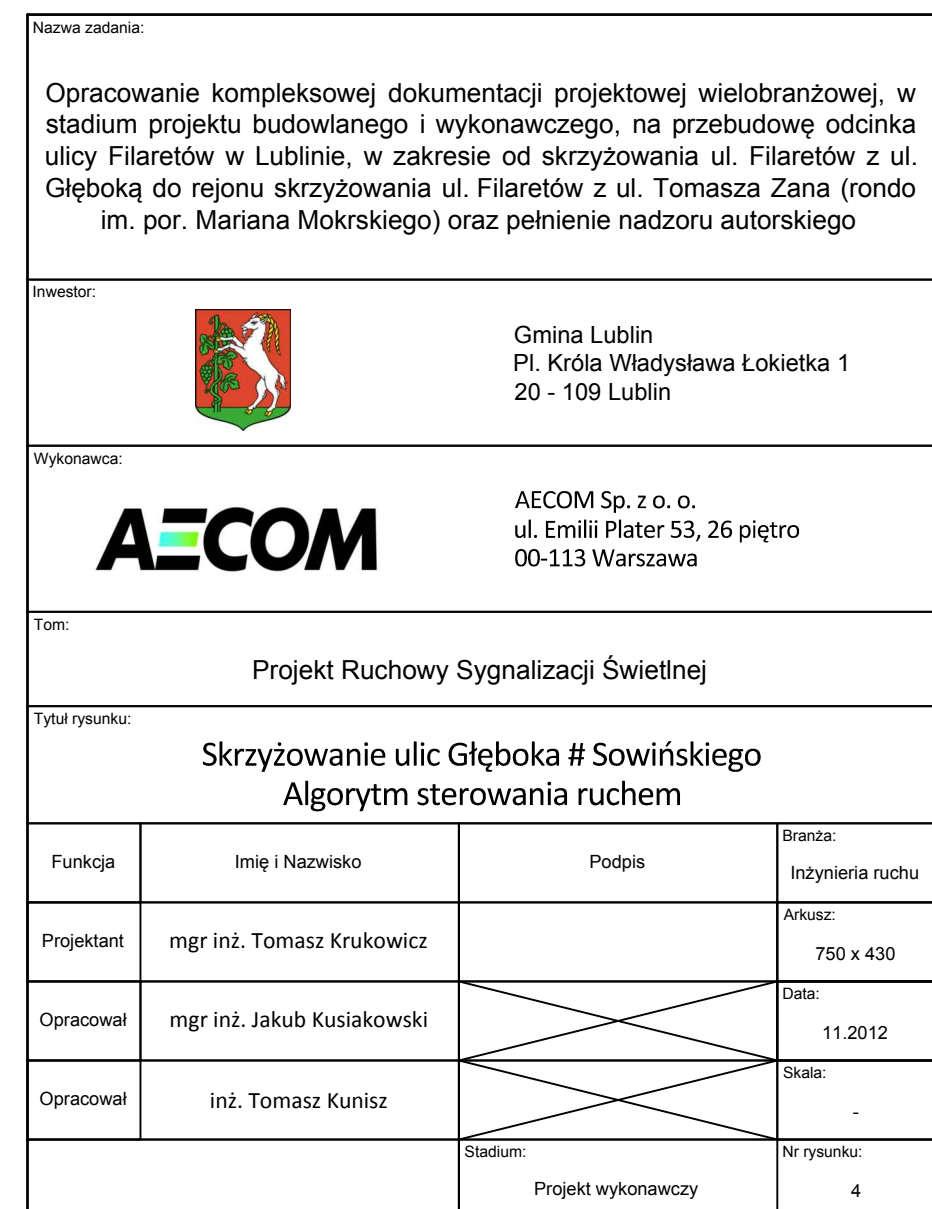 Nazwa zadania:
Opracowanie kompleksowej dokumentacji projektowej wielobranżowej, w
stadium projektu budowlanego i wykonawczego, na przebudowę odcinka
ulicy Filaretów w Lublinie, w zakresie od skrzyżowania ul. Filaretów z ul.
Głęboką do rejonu skrzyżowania ul. Filaretów z ul. Tomasza Zana (rondo
im. por. Mariana Mokrskiego) oraz pełnienie nadzoru autorskiego
Inwestor:
Gmina Lublin
Pl. Króla Władysława Łokietka 1
20 - 109 Lublin
Wykonawca:
AECOM
AECOM Sp. z o. o.
ul. Emilii Plater 53, 26 piętro
00-113 Warszawa
Tom:
Projekt Ruchowy Sygnalizacji Świetlnej
Tytuł rysunku:
Skrzyżowanie ulic Głęboka # Sowińskiego
Algorytm sterowania ruchem
Funkcja
Imię i Nazwisko
Podpis
Branża:
Inżynieria ruchu
Projektant
mgr inż. Tomasz Krukowicz
Arkusz:
750 x 430
Opracował
mgr inż. Jakub Kusiakowski
Data:
11.2012
Opracował
inż. Tomasz Kunisz
Skala:
-
Stadium:
Projekt wykonawczy
Nr rysunku:
4